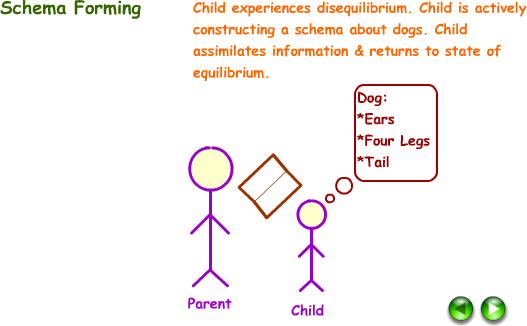 Schema Forming
Child experiences disequilibrium. Child is actively
constructing a schema about dogs. Child
assimilates information & returns to state of
equilibrium.
Dog:
*Ears
*Four Legs
*Tail
Parent
Child